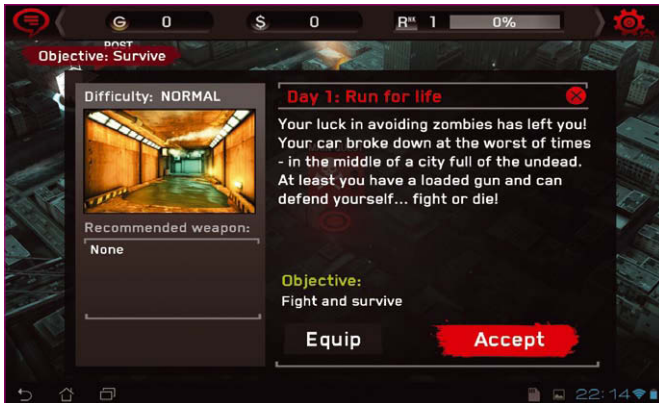 G 0 $ 0 R^NK 1 0%
POST
Objective: Survive
Difficulty: NORMAL
Recommended weapon:
None
Day 1: Run for life
Your luck in avoiding zombies has left you!
Your can broke down at the worst of times
- in the middle of a city full of the undead.
At least you have a loaded gun and can
defend yourself... fight or die!
Objective:
Fight and survive
Equip
Accept
22:14